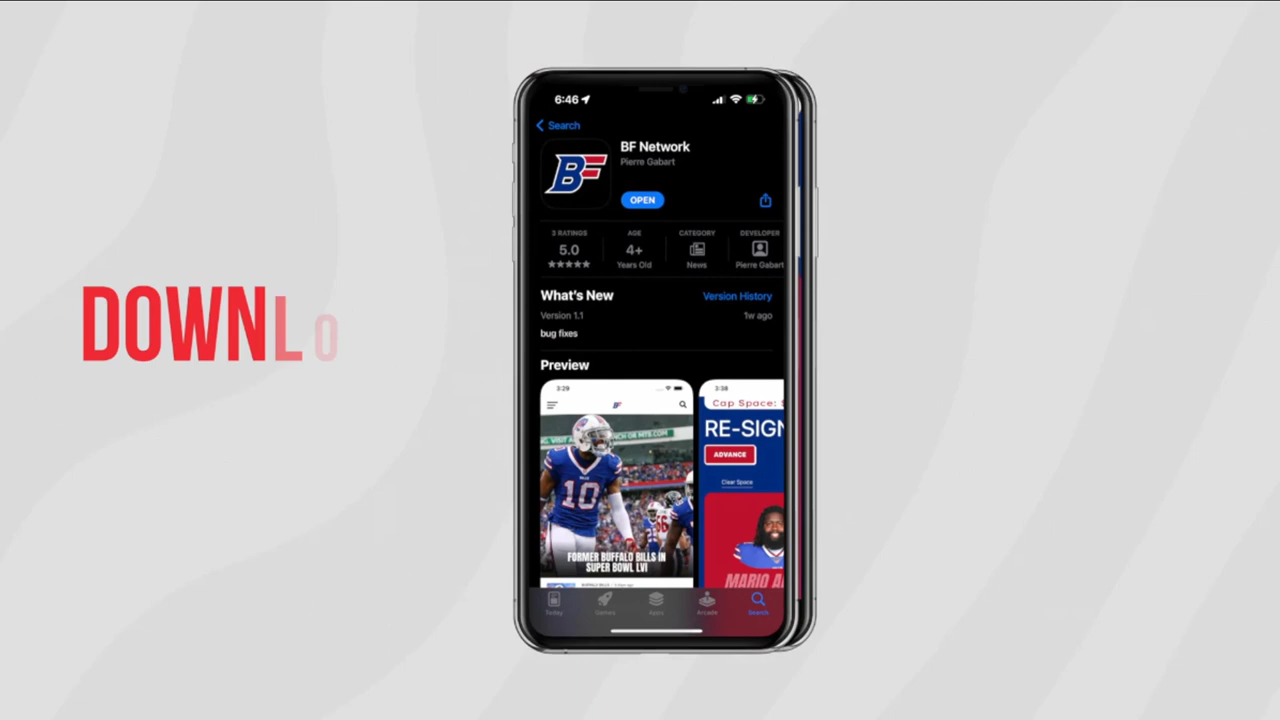 DOWNLO
6:46
Search
BF
BF Network
Pierre Gabart
OPEN
3 RATINGS
5.0
AGE
4+
Years Old
CATEGORY
News
DEVELOPER
Pierre Gabart
What's New
Version History
Version 1.1
1w ago
bug fixes
Preview
3:29
BF
10
FORMER BUFFALO BILLS IN
SUPER BOWL LVI
3:38
Cap Space:
RE-SIGN
ADVANCE
Clear Space
MARIO
Today
Games
Apps
Arcade
Search